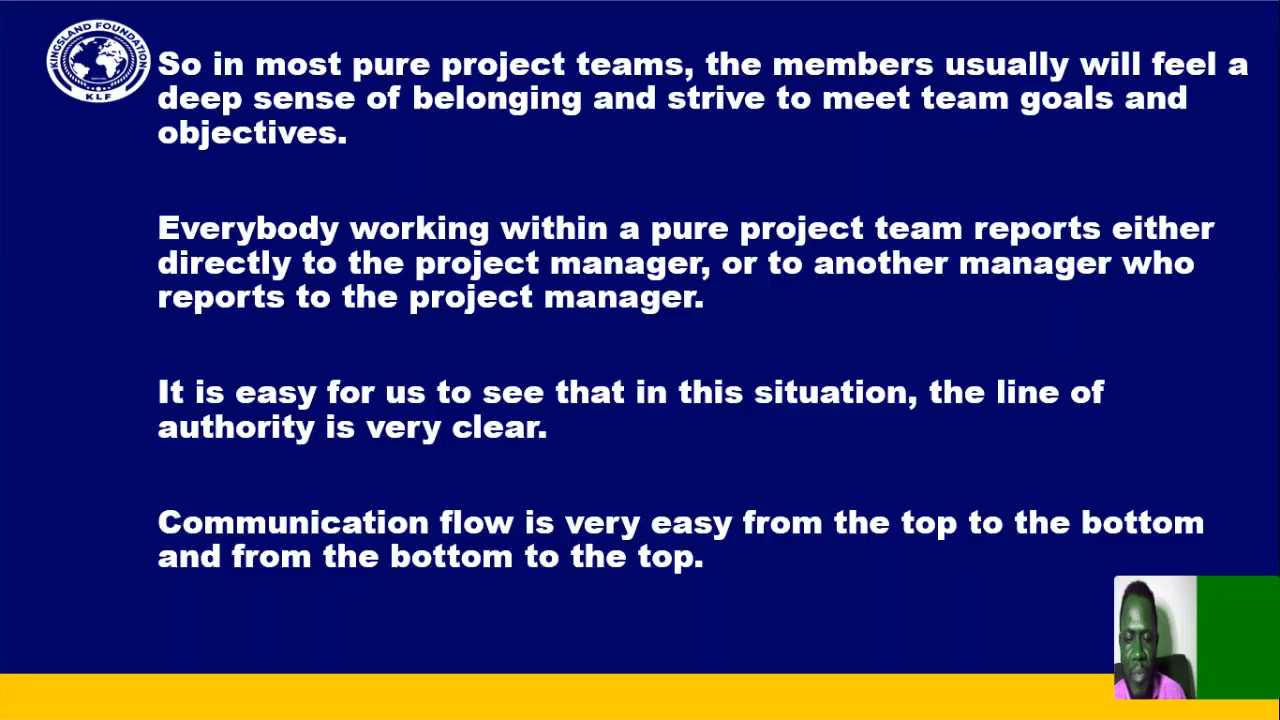 KINGSLAND FOUNDATION
KLF
So in most pure project teams, the members usually will feel a
deep sense of belonging and strive to meet team goals and
objectives.
Everybody working within a pure project team reports either
directly to the project manager, or to another manager who
reports to the project manager.
It is easy for us to see that in this situation, the line of
authority is very clear.
Communication flow is very easy from the top to the bottom
and from the bottom to the top.